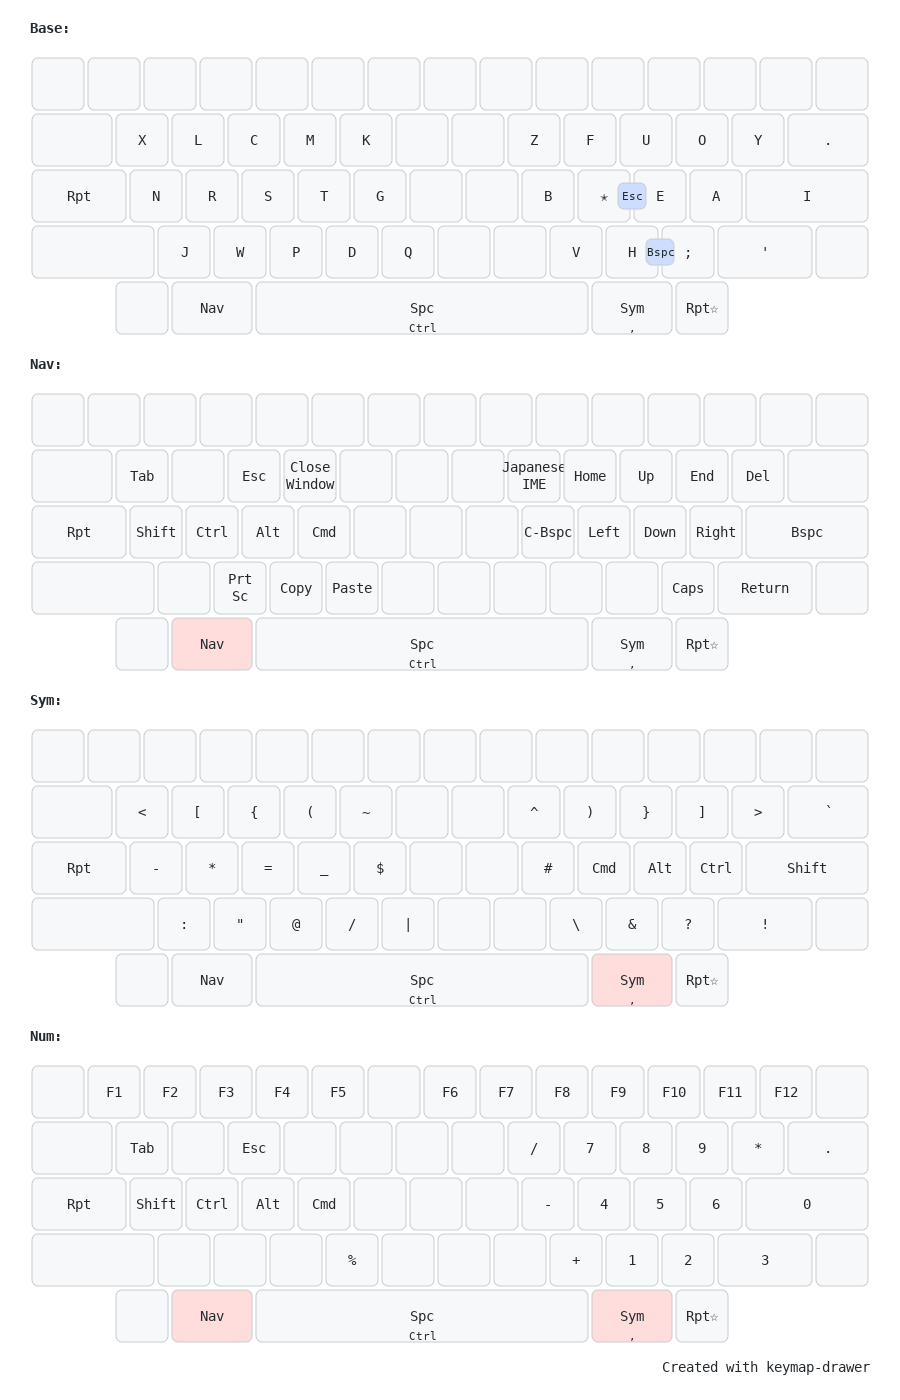 Base:
X L C M K Z F U O Y .
Rpt N R S T G B ★ Esc E A I
J W P D Q V H Bspc ; '
Nav Spc Sym Rpt☆
Ctrl ,
Nav:
Tab Esc Close Window Japanese IME Home Up End Del
Rpt Shift Ctrl Alt Cmd C-Bspc Left Down Right Bspc
Prt Sc Copy Paste Caps Return
Nav Spc Sym Rpt☆
Ctrl ,
Sym:
< [ { ( ~ ^ ) } ] > `
Rpt - * = _ $ # Cmd Alt Ctrl Shift
: " @ / | \ & ? !
Nav Spc Sym Rpt☆
Ctrl ,
Num:
F1 F2 F3 F4 F5 F6 F7 F8 F9 F10 F11 F12
Tab Esc / 7 8 9 * .
Rpt Shift Ctrl Alt Cmd - 4 5 6 0
% + 1 2 3
Nav Spc Sym Rpt☆
Ctrl ,
Created with keymap-drawer